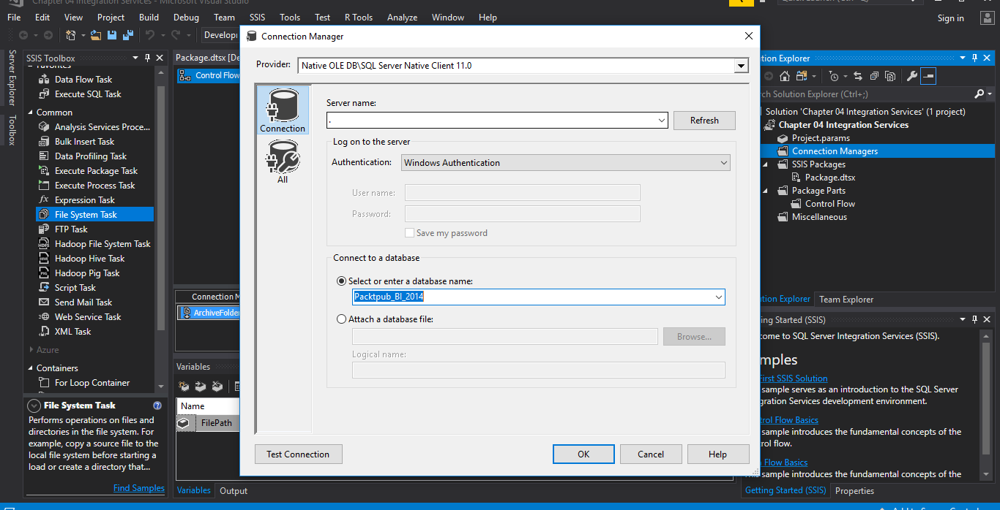 Chapter 04 Integration Services - Microsoft Visual Studio
File Edit View Project Build Debug Team SSIS Tools Test R Tools Analyze Window Help
Sign in
Develop
SSIS Toolbox
Server Explorer
Toolbox
Favorites
Data Flow Task
Execute SQL Task
Common
Analysis Services Proce...
Bulk Insert Task
Data Profiling Task
Execute Package Task
Execute Process Task
Expression Task
File System Task
FTP Task
Hadoop File System Task
Hadoop Hive Task
Hadoop Pig Task
Script Task
Send Mail Task
Web Service Task
XML Task
Azure
Containers
For Loop Container
File System Task
Performs operations on files and
directories in the file system. For
example, copy a source file to the
local file system before starting a
load or create a directory that...
Find Samples
Package.dtsx [De
Control Flow
Connection M
ArchiveFolder
Variables
Name
FilePath
Variables Output
Connection Manager
Provider: Native OLE DB\SQL Server Native Client 11.0
Connection
All
Server name:
.
Refresh
Log on to the server
Authentication: Windows Authentication
User name:
Password:
Save my password
Connect to a database
Select or enter a database name:
Packtpub_BI_2014
Attach a database file:
Browse...
Logical name:
Test Connection OK Cancel Help
tion Explorer
rch Solution Explorer (Ctrl+;)
Solution 'Chapter 04 Integration Services' (1 project)
Chapter 04 Integration Services
Project.params
Connection Managers
SSIS Packages
Package.dtsx
Package Parts
Control Flow
Miscellaneous
tion Explorer Team Explorer
ing Started (SSIS)
come to SQL Server Integration Services (SSIS).
mples
First SSIS Solution
sample serves as an introduction to the SQL Server
gration Services development environment.
trol Flow Basics
sample introduces the fundamental concepts of the
rol flow.
Flow Basics
sample introduces the fundamental concepts of the
Getting Started (SSIS) Properties